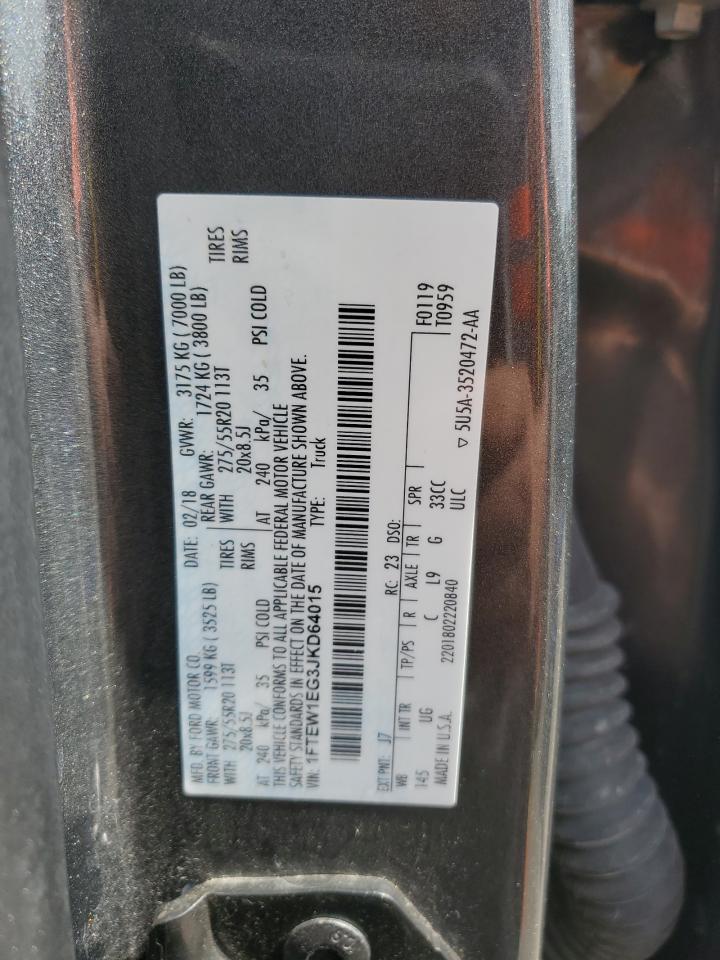 MFD. BY FORD MOTOR CO. DATE: 02/18 GVWR: 3175 KG ( 7000 LB)
FRONT GAWR: 1599 KG ( 3525 LB) REAR GAWR: 1724 KG ( 3800 LB)
WITH 275/55R20 113T TIRES WITH 275/55R20 113T TIRES
20x8.5J RIMS 20x8.5J RIMS
AT 240 kPa/ 35 PSI COLD AT 240 kPa/ 35 PSI COLD
THIS VEHICLE CONFORMS TO ALL APPLICABLE FEDERAL MOTOR VEHICLE
SAFETY STANDARDS IN EFFECT ON THE DATE OF MANUFACTURE SHOWN ABOVE.
VIN: 1FTEW1EG3JKD64015 TYPE: Truck
EXT PNT: J7 RC: 23 DSO: F0119
WB INT TR TP/PS R AXLE TR SPR T0959
145 UG C L9 G 33CC
MADE IN U.S.A. 2201802220840 ULC
▽ 5U5A-3520472-AA